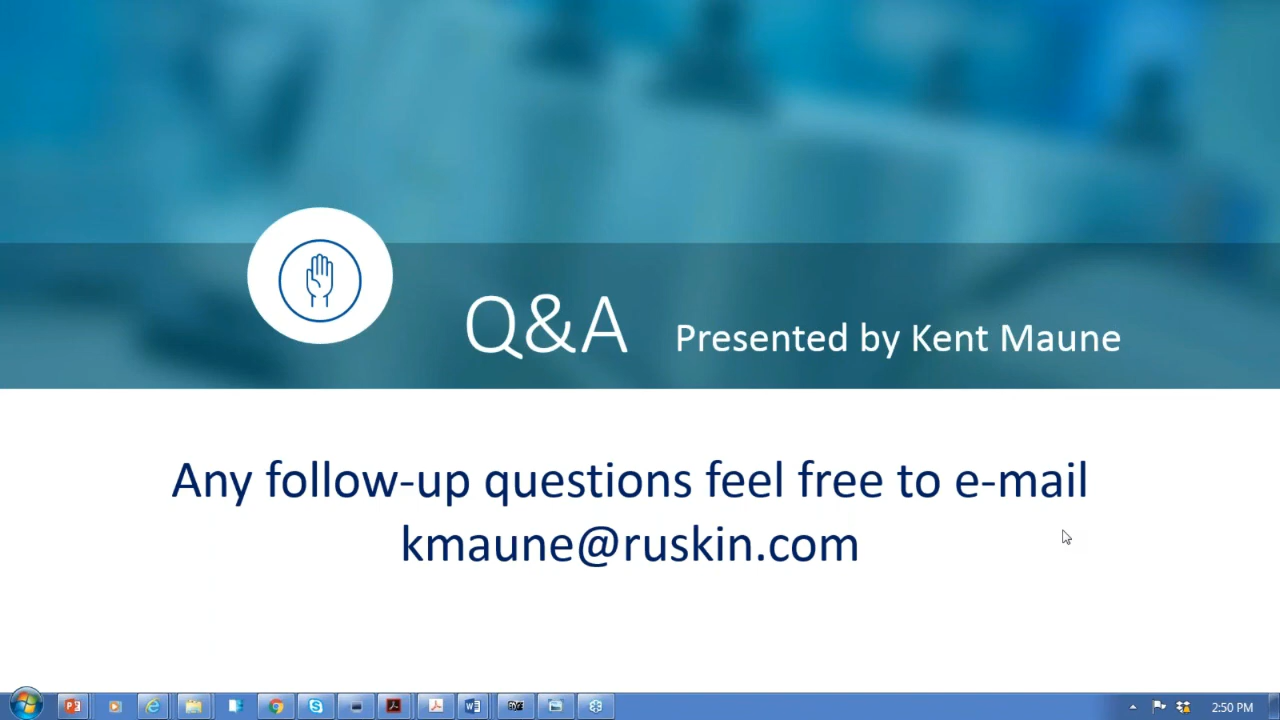 Q&A Presented by Kent Maune
Any follow-up questions feel free to e-mail
kmaune@ruskin.com
2:50 PM